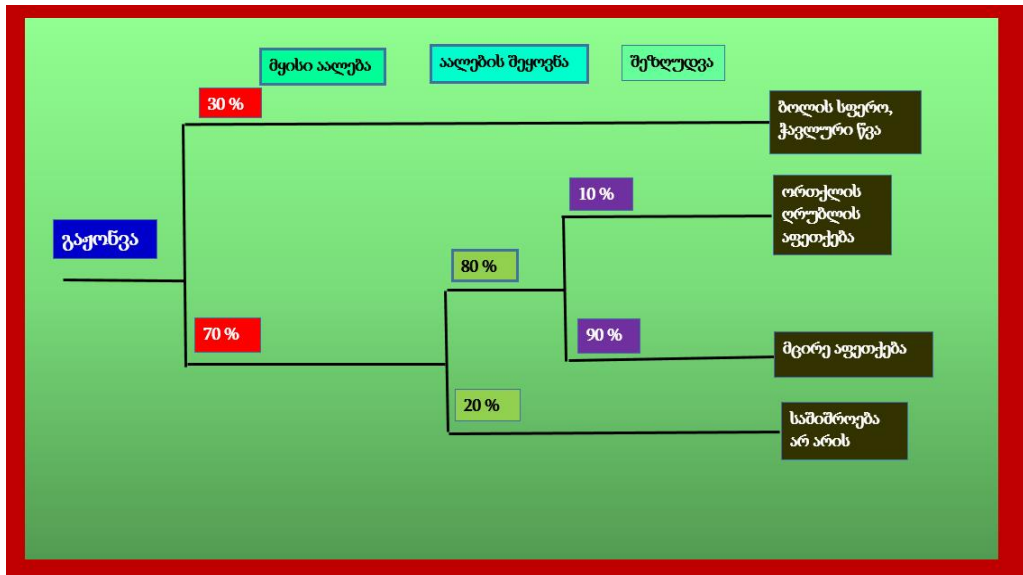 მყისი აალება
აალების შეყოვნა
შეზღუდვა
30 %
ბოლის სფერო,
ჭავლური წვა
10 %
ორთქლის
ღრუბლის
აფეთქება
გაჟონვა
80 %
70 %
90 %
მცირე აფეთქება
20 %
საშიშროება
არ არის